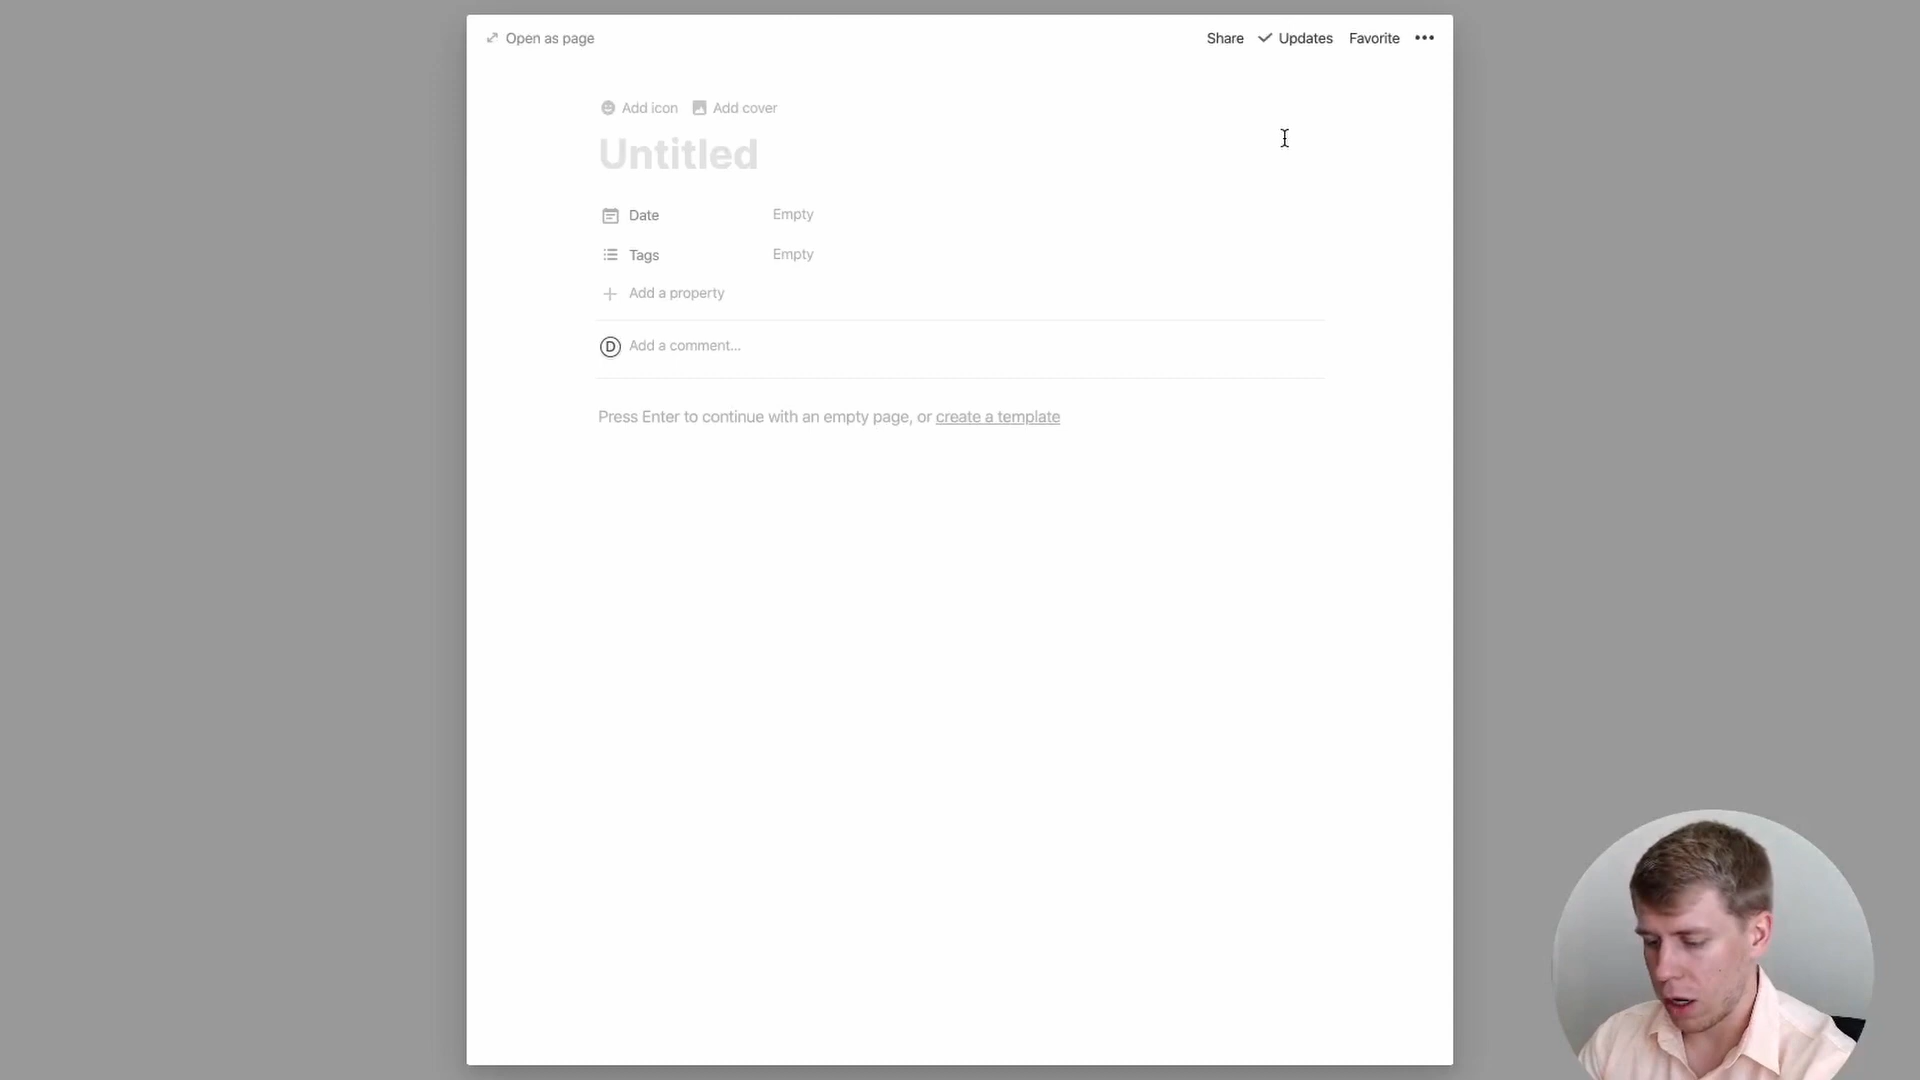 Open as page Share Updates Favorite
Add icon Add cover
Untitled
Date Empty
Tags Empty
Add a property
D Add a comment...
Press Enter to continue with an empty page, or create a template